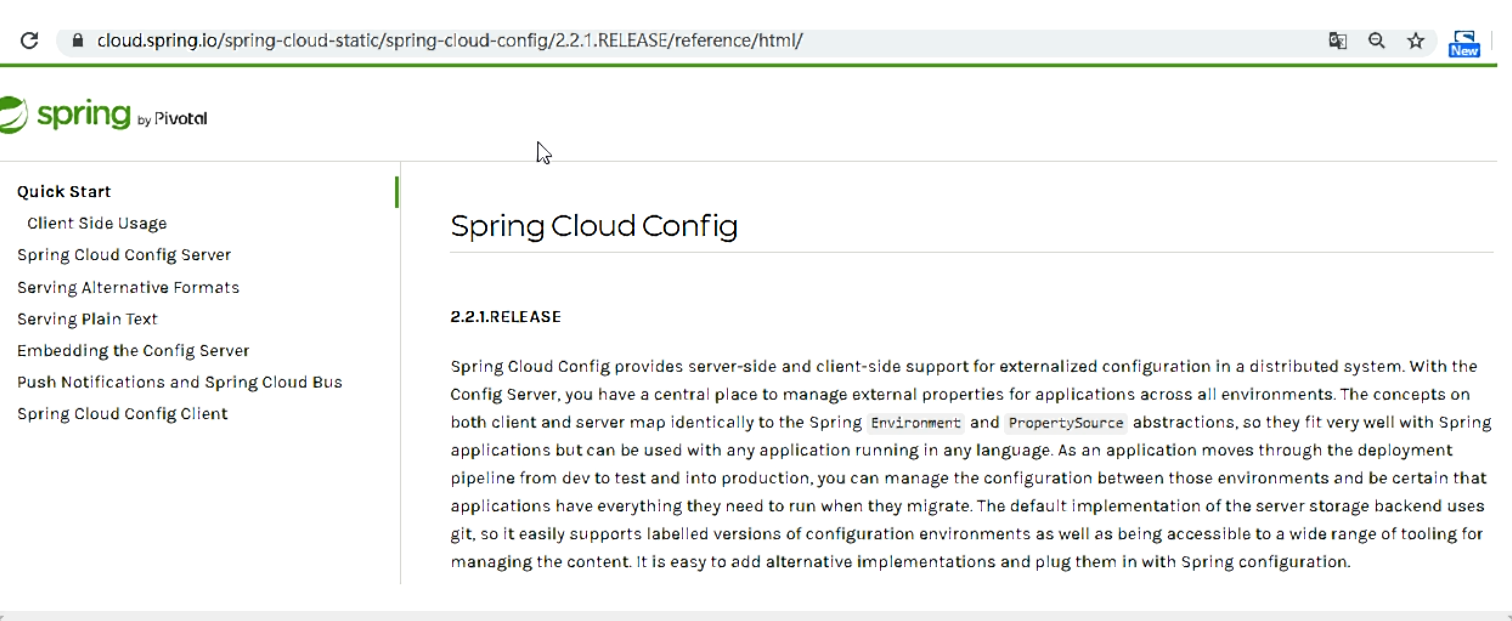 cloud.spring.io/spring-cloud-static/spring-cloud-config/2.2.1.RELEASE/reference/html/
New
spring by Pivotal
Quick Start
Client Side Usage
Spring Cloud Config Server
Serving Alternative Formats
Serving Plain Text
Embedding the Config Server
Push Notifications and Spring Cloud Bus
Spring Cloud Config Client
Spring Cloud Config
2.2.1.RELEASE
Spring Cloud Config provides server-side and client-side support for externalized configuration in a distributed system. With the
Config Server, you have a central place to manage external properties for applications across all environments. The concepts on
both client and server map identically to the Spring Environment and PropertySource abstractions, so they fit very well with Spring
applications but can be used with any application running in any language. As an application moves through the deployment
pipeline from dev to test and into production, you can manage the configuration between those environments and be certain that
applications have everything they need to run when they migrate. The default implementation of the server storage backend uses
git, so it easily supports labelled versions of configuration environments as well as being accessible to a wide range of tooling for
managing the content. It is easy to add alternative implementations and plug them in with Spring configuration.